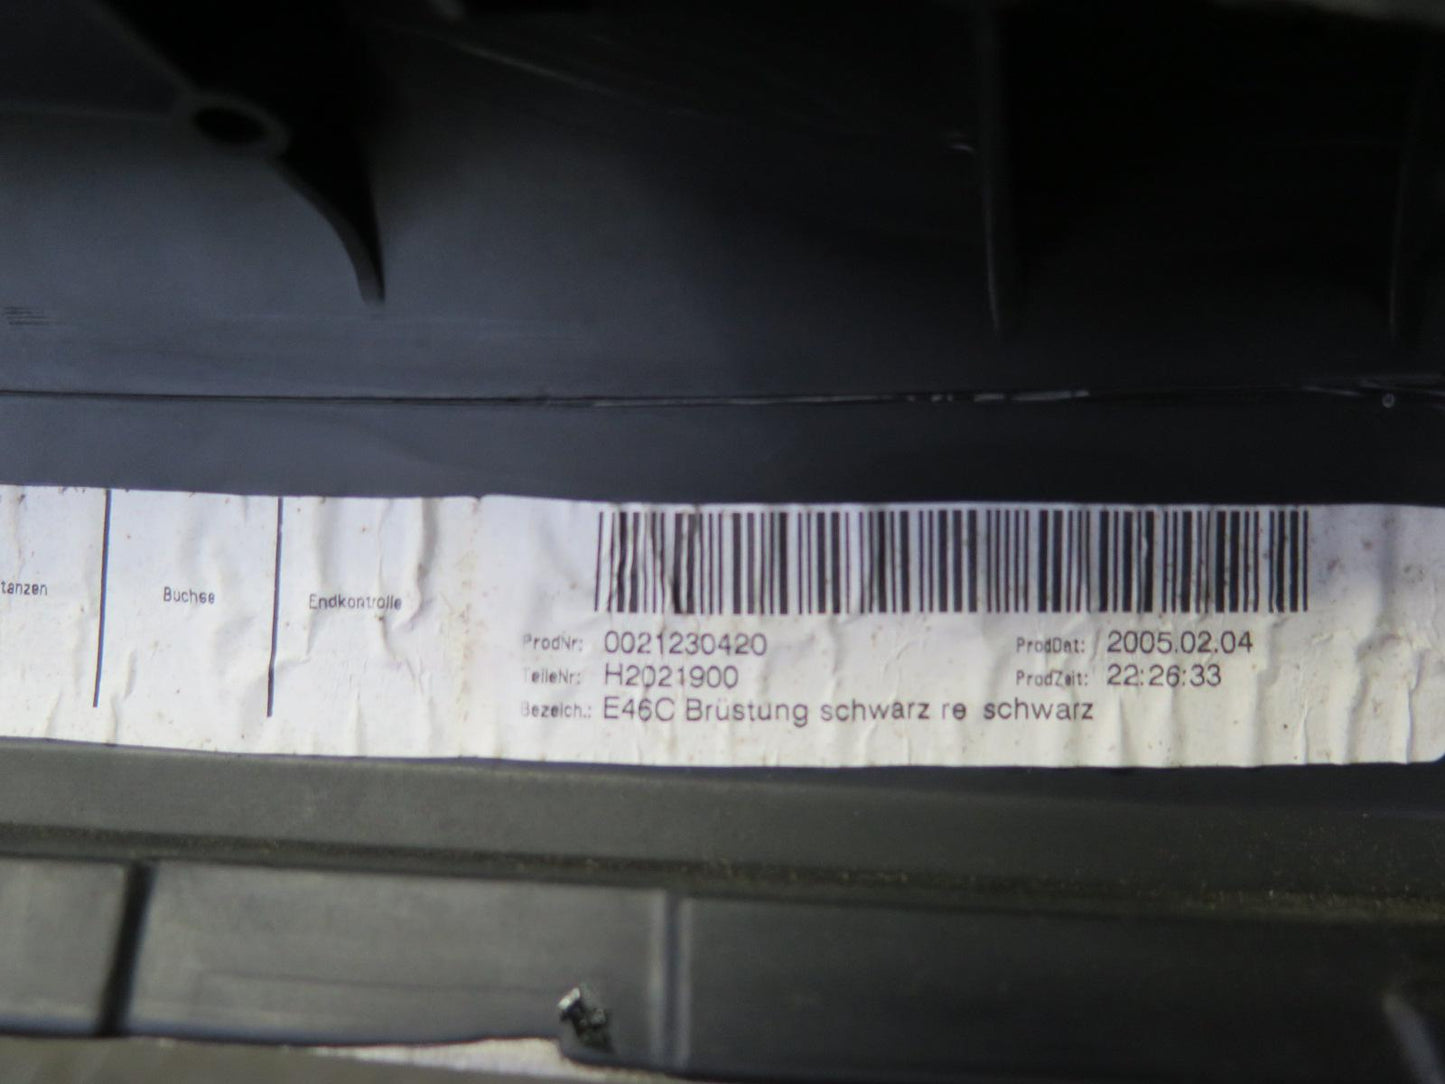 tanzen
Buchse
Endkontrolle
ProdNr: 0021230420 ProdDat: 2005.02.04
TeileNr: H2021900 ProdZeit: 22:26:33
Bezeich.: E46C Brüstung schwarz re schwarz